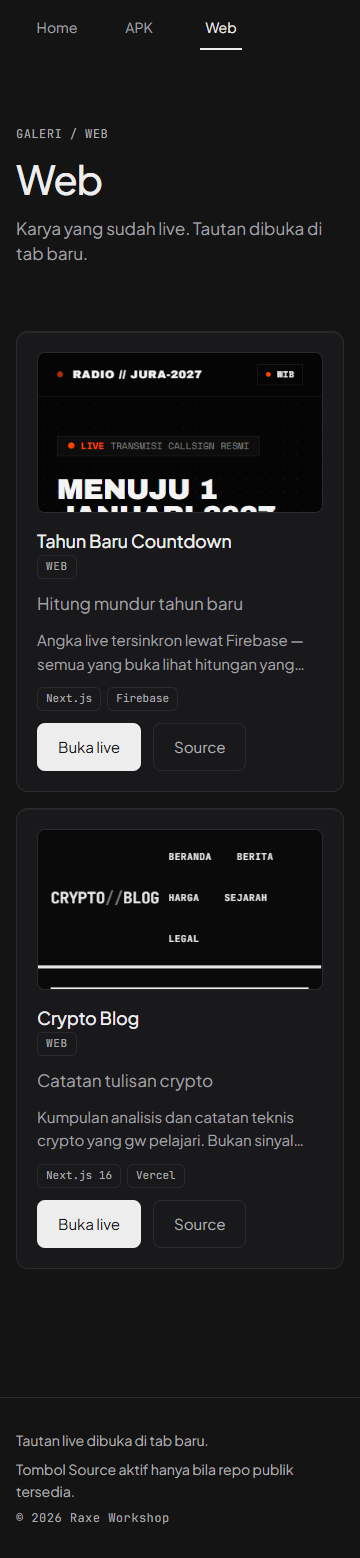 Home APK Web
GALERI / WEB
Web
Karya yang sudah live. Tautan dibuka di
tab baru.
RADIO // JURA-2027 WIB
LIVE TRANSMISI CALLSIGN RESMI
MENUJU 1
JANUARI 2027
Tahun Baru Countdown
WEB
Hitung mundur tahun baru
Angka live tersinkron lewat Firebase —
semua yang buka lihat hitungan yang…
Next.js Firebase
Buka live Source
BERANDA BERITA
CRYPTO//BLOG HARGA SEJARAH
LEGAL
Crypto Blog
WEB
Catatan tulisan crypto
Kumpulan analisis dan catatan teknis
crypto yang gw pelajari. Bukan sinyal…
Next.js 16 Vercel
Buka live Source
Tautan live dibuka di tab baru.
Tombol Source aktif hanya bila repo publik
tersedia.
© 2026 Raxe Workshop